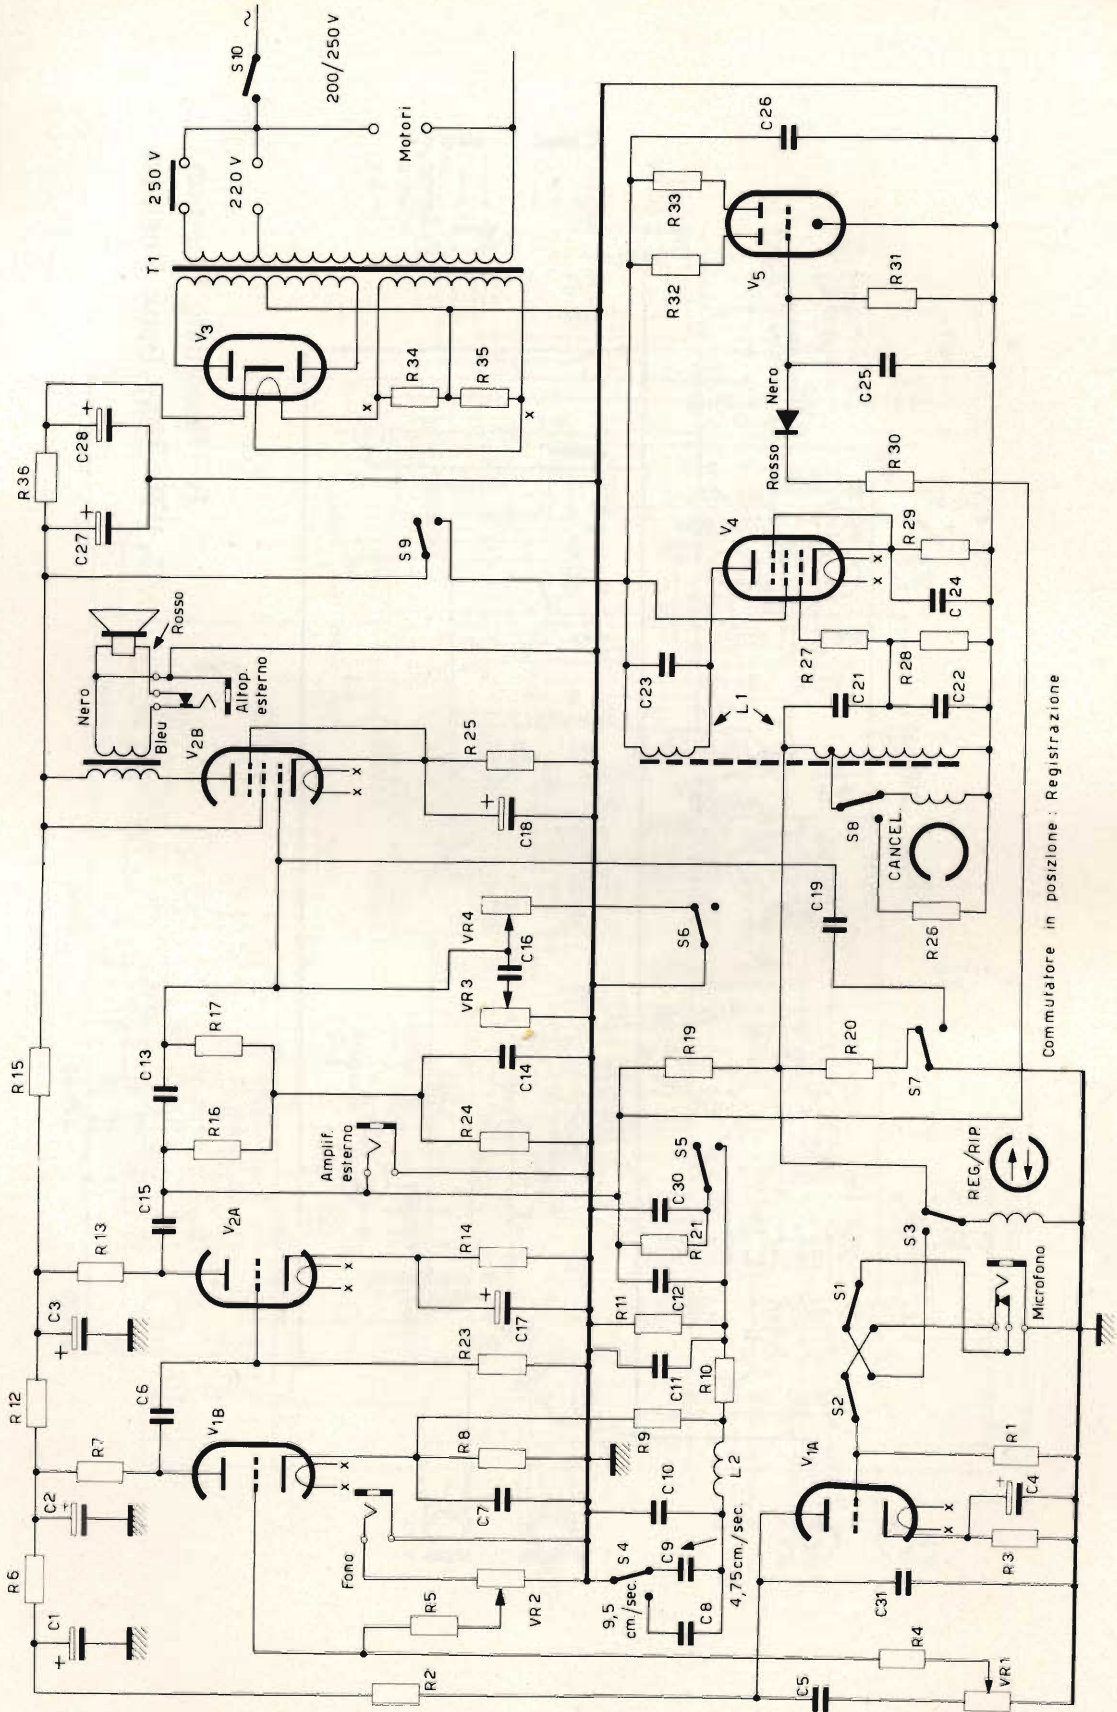 S10
~
200/250 V
250 V
220 V
Motori
T1
V3
R34
R35
x
x
R36
C28
+
C27
+
S9
Rosso
Nero
Bleu
Altop.
esterno
V2B
R25
C18
+
x
x
R15
C13
R17
R16
VR4
C16
VR3
C14
R24
Amplif.
esterno
C15
R13
V2A
R14
C17
+
x
x
C3
+
R12
C6
R23
R7
V1B
R8
C7
x
x
C2
+
R6
C1
+
Fono
R5
VR2
R2
C26
R33
R32
V5
R31
C25
Nero
Rosso
R30
V4
R29
C24
x
x
R27
R28
C21
C22
C23
L1
S8
CANCEL.
R26
C19
S6
R19
R20
S7
S5
C30
R21
C12
R11
C11
R10
R9
L2
C10
S4
C9
C8
9,5
cm./sec.
4,75 cm/sec.
REG./RIP.
S3
S1
S2
Microfono
V1A
R1
C4
+
R3
x
x
C31
R4
VR1
C5
Commutatore in posizione : Registrazione